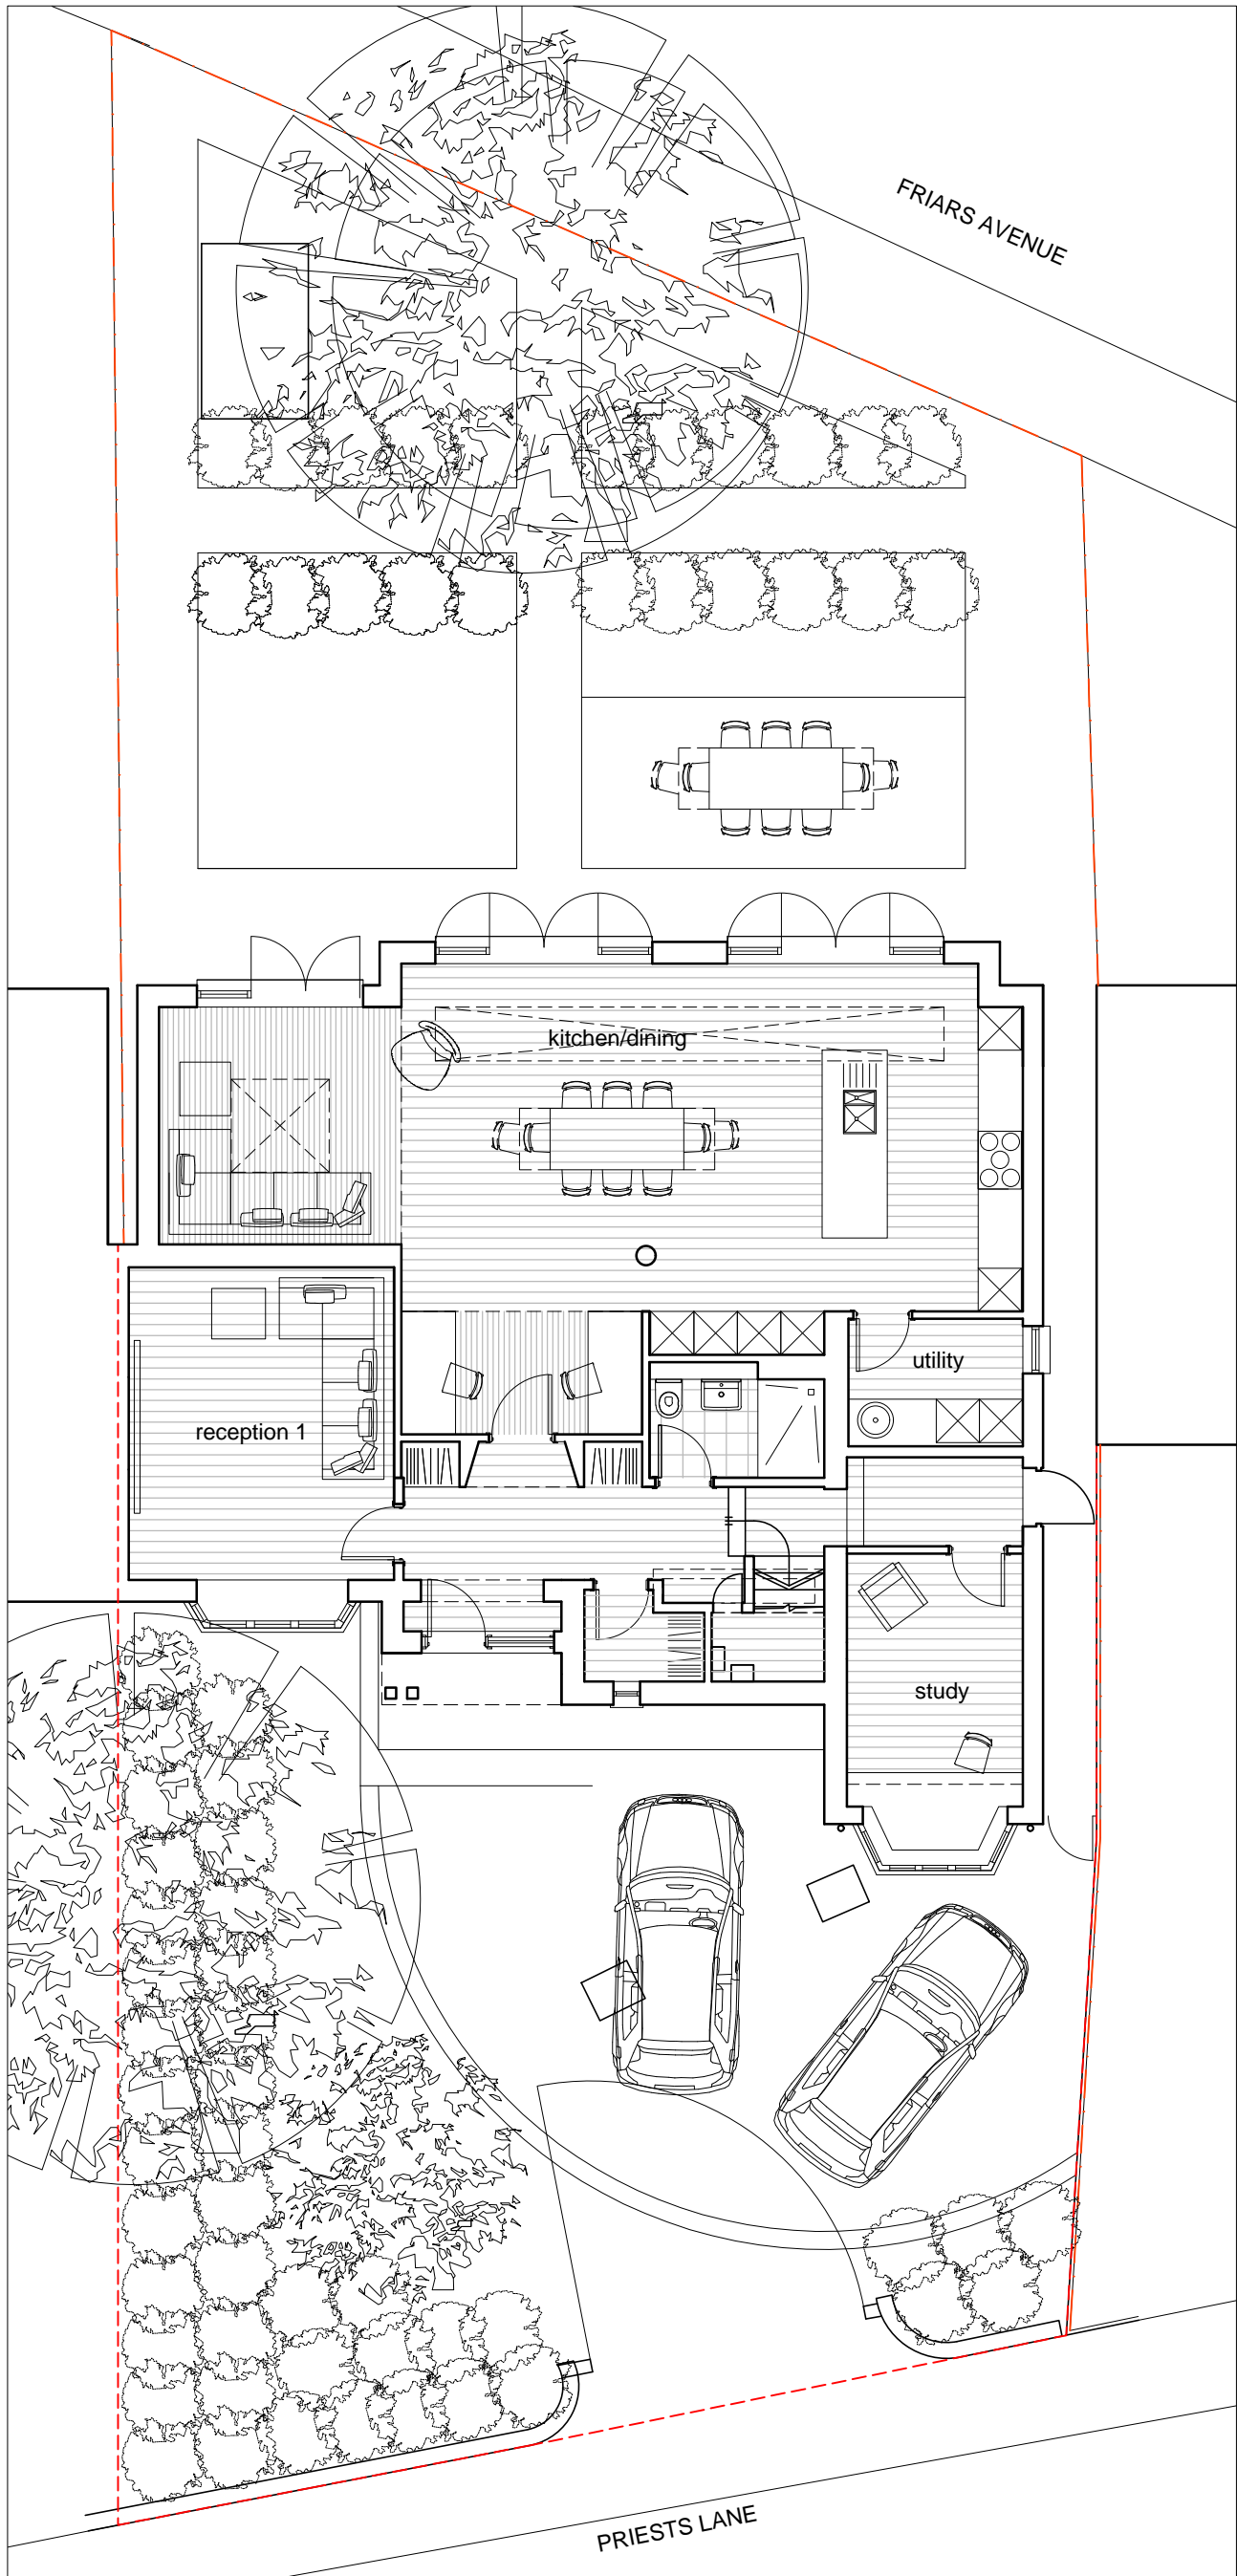 FRIARS AVENUE
kitchen/dining
utility
reception 1
study
PRIESTS LANE